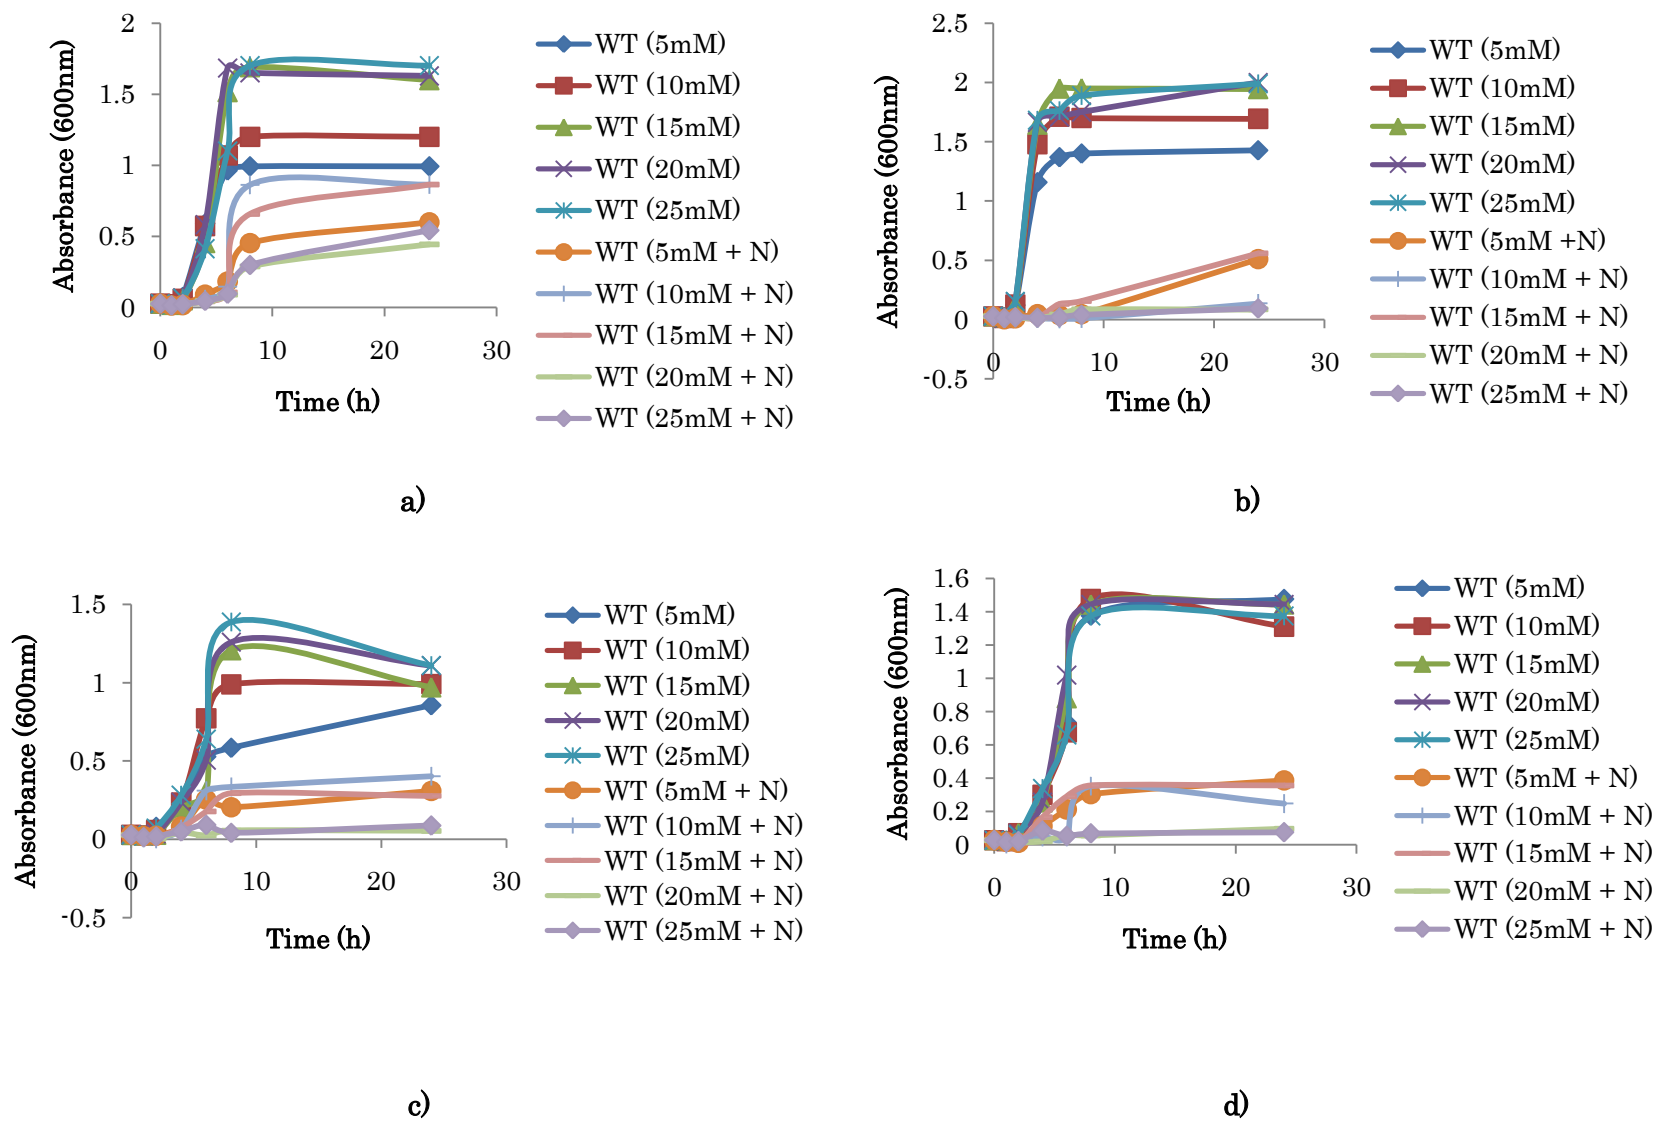 2
1.5
1
0.5
0
0
10
20
30
Absorbance (600nm)
Time (h)
WT (5mM)
WT (10mM)
WT (15mM)
WT (20mM)
WT (25mM)
WT (5mM + N)
WT (10mM + N)
WT (15mM + N)
WT (20mM + N)
WT (25mM + N)
a)
2.5
2
1.5
1
0.5
0
-0.5
0
10
20
30
Absorbance (600nm)
Time (h)
WT (5mM)
WT (10mM)
WT (15mM)
WT (20mM)
WT (25mM)
WT (5mM +N)
WT (10mM + N)
WT (15mM + N)
WT (20mM + N)
WT (25mM + N)
b)
1.5
1
0.5
0
-0.5
0
10
20
30
Absorbance (600nm)
Time (h)
WT (5mM)
WT (10mM)
WT (15mM)
WT (20mM)
WT (25mM)
WT (5mM + N)
WT (10mM + N)
WT (15mM + N)
WT (20mM + N)
WT (25mM + N)
c)
1.6
1.4
1.2
1
0.8
0.6
0.4
0.2
0
0
10
20
30
Absorbance (600nm)
Time (h)
WT (5mM)
WT (10mM)
WT (15mM)
WT (20mM)
WT (25mM)
WT (5mM + N)
WT (10mM + N)
WT (15mM + N)
WT (20mM + N)
WT (25mM + N)
d)